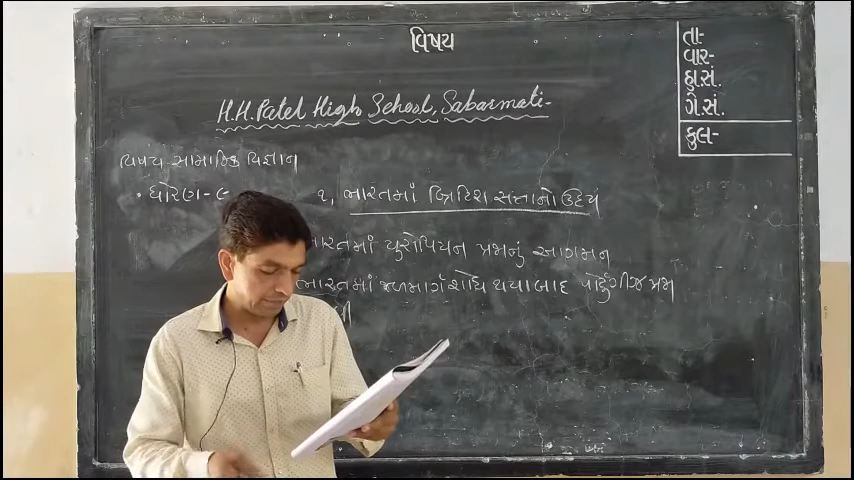 વિષય
તા-
વાર-
હા.સં.
ગે.સં.
કુલ-
H.H.Patel High School, Sabarmati-
વિષય-સામાજિક વિજ્ઞાન
• ધોરણ-૯
૧, ભારતમાં બ્રિટિશ સત્તાનો ઉદય
ભારતમાં યુરોપિયન પ્રજાનું આગમન
ભારતમાં જળમાર્ગ શોધ થયાબાદ પોર્ટુગીજ પ્રજા